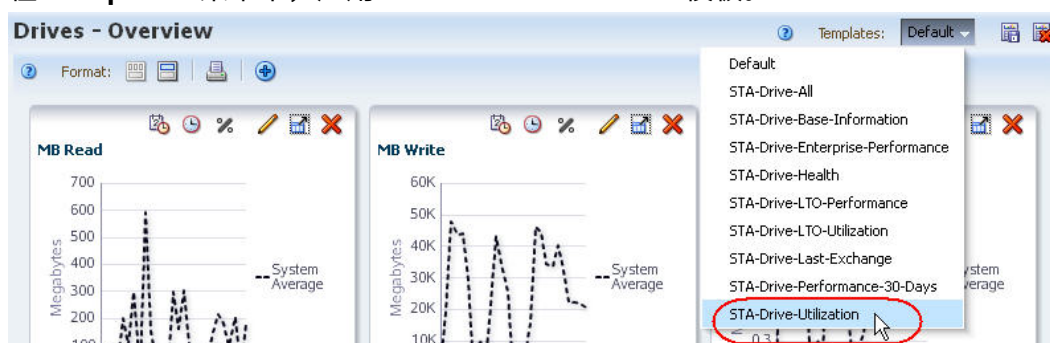 Drives - Overview
Templates: Default
Format:
Default
STA-Drive-All
STA-Drive-Base-Information
STA-Drive-Enterprise-Performance
STA-Drive-Health
STA-Drive-LTO-Performance
STA-Drive-LTO-Utilization
STA-Drive-Last-Exchange
STA-Drive-Performance-30-Days
STA-Drive-Utilization
MB Read
700
600
500
400
300
200
100
Megabytes
System
Average
MB Write
60K
50K
40K
30K
20K
10K
Megabytes
System
Average
0.3